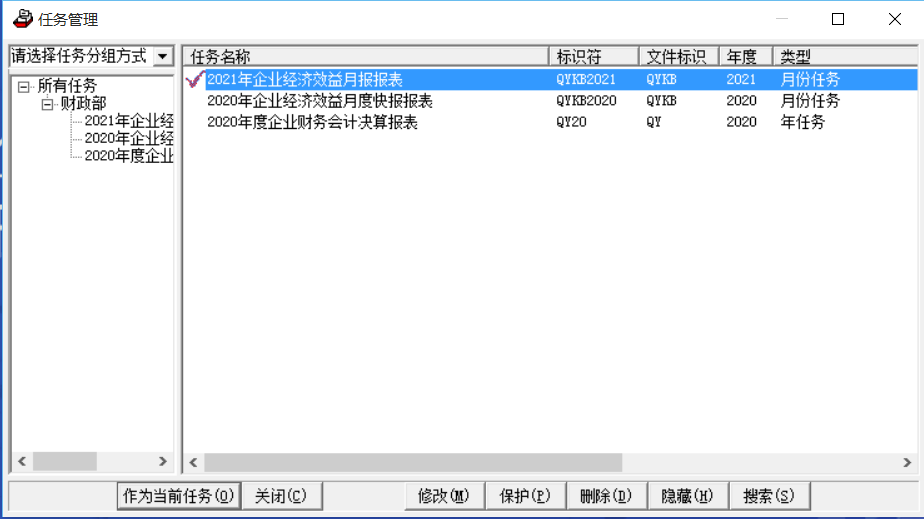 任务管理
请选择任务分组方式
所有任务
财政部
2021年企业经
2020年企业经
2020年度企业
任务名称 标识符 文件标识 年度 类型
2021年企业经济效益月报报表 QYKB2021 QYKB 2021 月份任务
2020年企业经济效益月度快报报表 QYKB2020 QYKB 2020 月份任务
2020年度企业财务会计决算报表 QY20 QY 2020 年任务
作为当前任务(O) 关闭(C) 修改(M) 保护(P) 删除(D) 隐藏(H) 搜索(S)